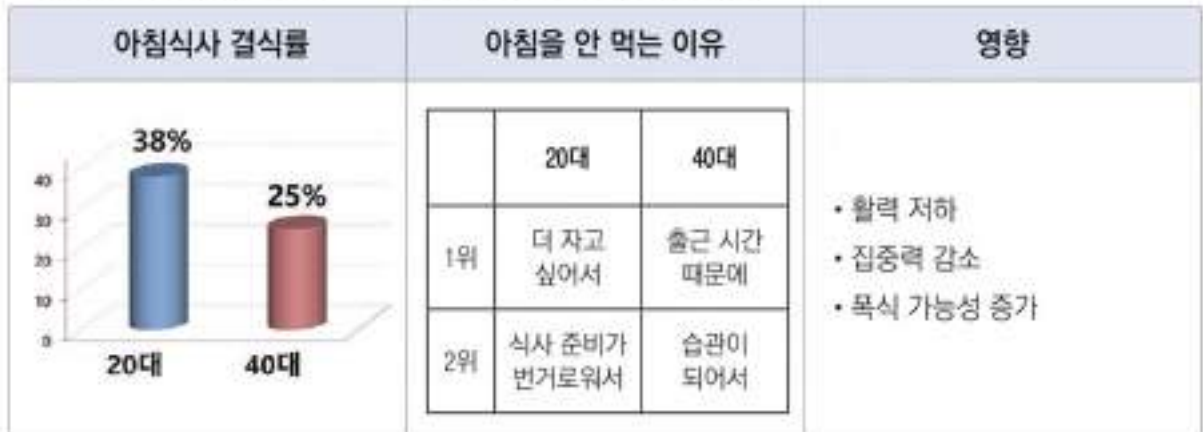 아침식사 결식률
아침을 안 먹는 이유
영향
38%
25%
40
30
20
10
0
20대
40대
20대
40대
1위
더 자고
싶어서
출근 시간
때문에
2위
식사 준비가
번거로워서
습관이
되어서
• 활력 저하
• 집중력 감소
• 폭식 가능성 증가